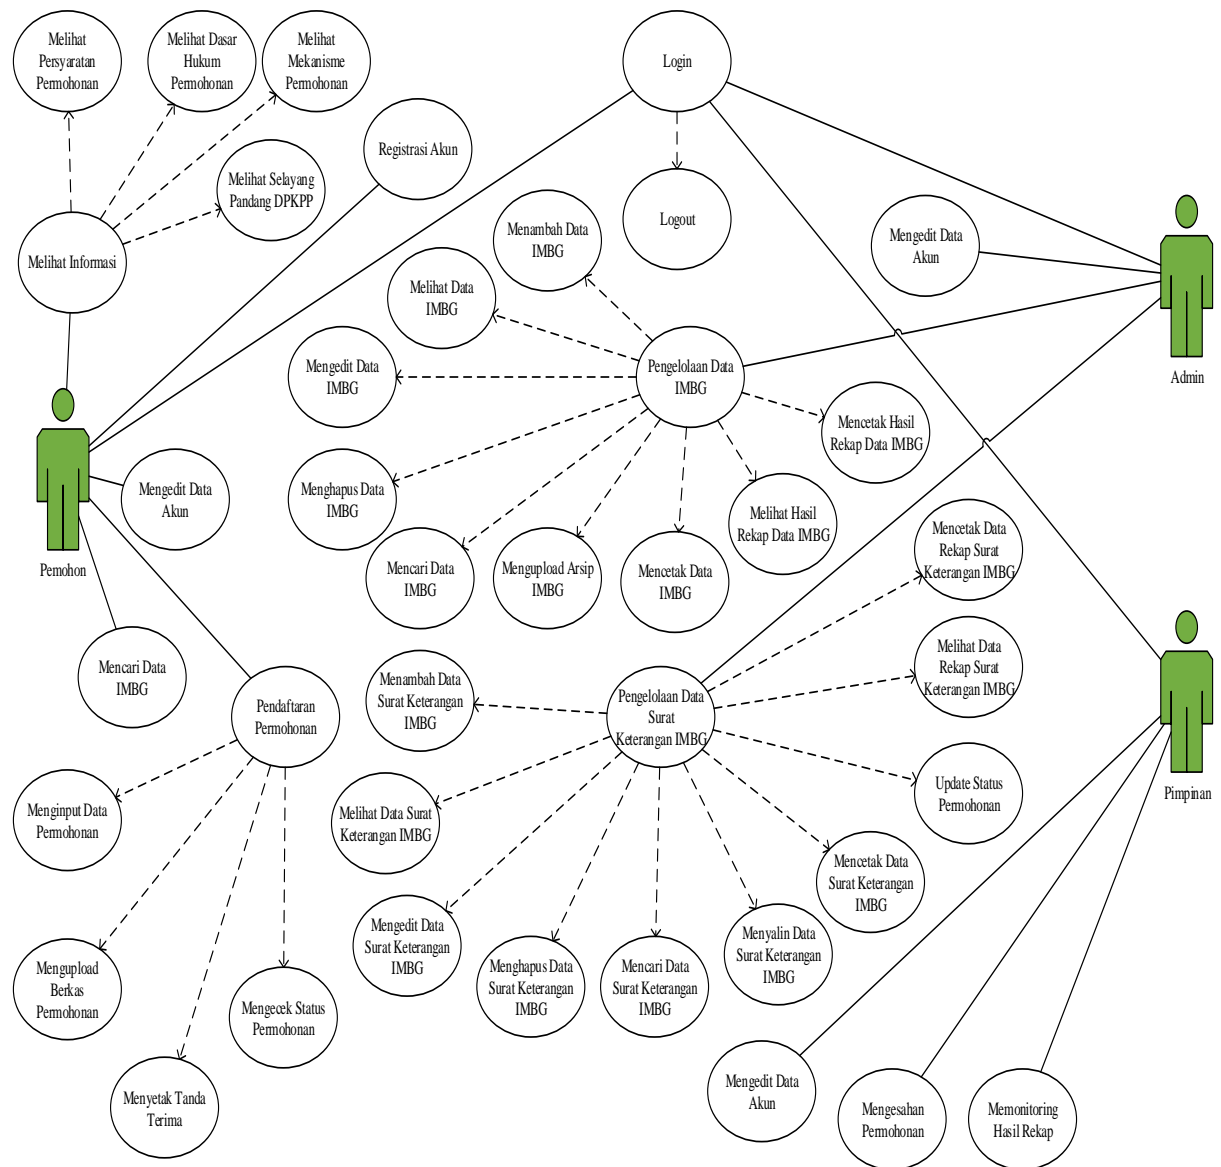 Melihat
Persyaratan
Permohonan
Melihat Dasar
Hukum
Permohonan
Melihat
Mekanisme
Permohonan
Login
Registrasi Akun
Melihat Selayang
Pandang DPKPP
Logout
Menambah Data
IMBG
Mengedit Data
Akun
Melihat Informasi
Melihat Data
IMBG
Mengedit Data
IMBG
Pengelolaan Data
IMBG
Admin
Mencetak Hasil
Rekap Data IMBG
Pemohon
Mengedit Data
Akun
Menghapus Data
IMBG
Melihat Hasil
Rekap Data IMBG
Mencari Data
IMBG
Mengupload Arsip
IMBG
Mencetak Data
IMBG
Mencetak Data
Rekap Surat
Keterangan IMBG
Mencari Data
IMBG
Melihat Data
Rekap Surat
Keterangan IMBG
Menambah Data
Surat Keterangan
IMBG
Pendaftaran
Permohonan
Pengelolaan Data
Surat
Keterangan IMBG
Update Status
Permohonan
Pimpinan
Menginput Data
Permohonan
Melihat Data Surat
Keterangan IMBG
Mencetak Data
Surat Keterangan
IMBG
Mengedit Data
Surat Keterangan
IMBG
Menghapus Data
Surat Keterangan
IMBG
Mencari Data
Surat Keterangan
IMBG
Menyalin Data
Surat Keterangan
IMBG
Mengupload
Berkas
Permohonan
Mengecek Status
Permohonan
Menyetak Tanda
Terima
Mengedit Data
Akun
Mengesahan
Permohonan
Memonitoring
Hasil Rekap